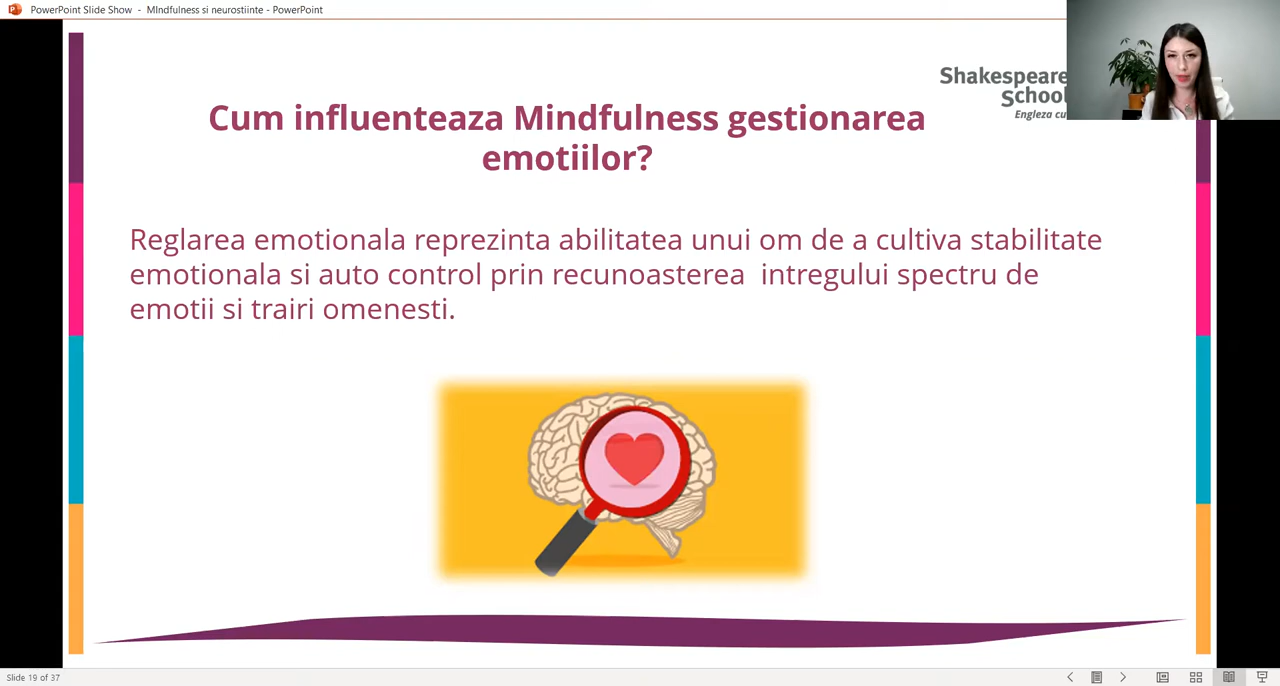 PowerPoint Slide Show - MIndfulness si neurostiinte - PowerPoint
Shakespeare
School
Engleza cu
Cum influenteaza Mindfulness gestionarea
emotiilor?
Reglarea emotionala reprezinta abilitatea unui om de a cultiva stabilitate
emotionala si auto control prin recunoasterea intregului spectru de
emotii si trairi omenesti.
Slide 19 of 37